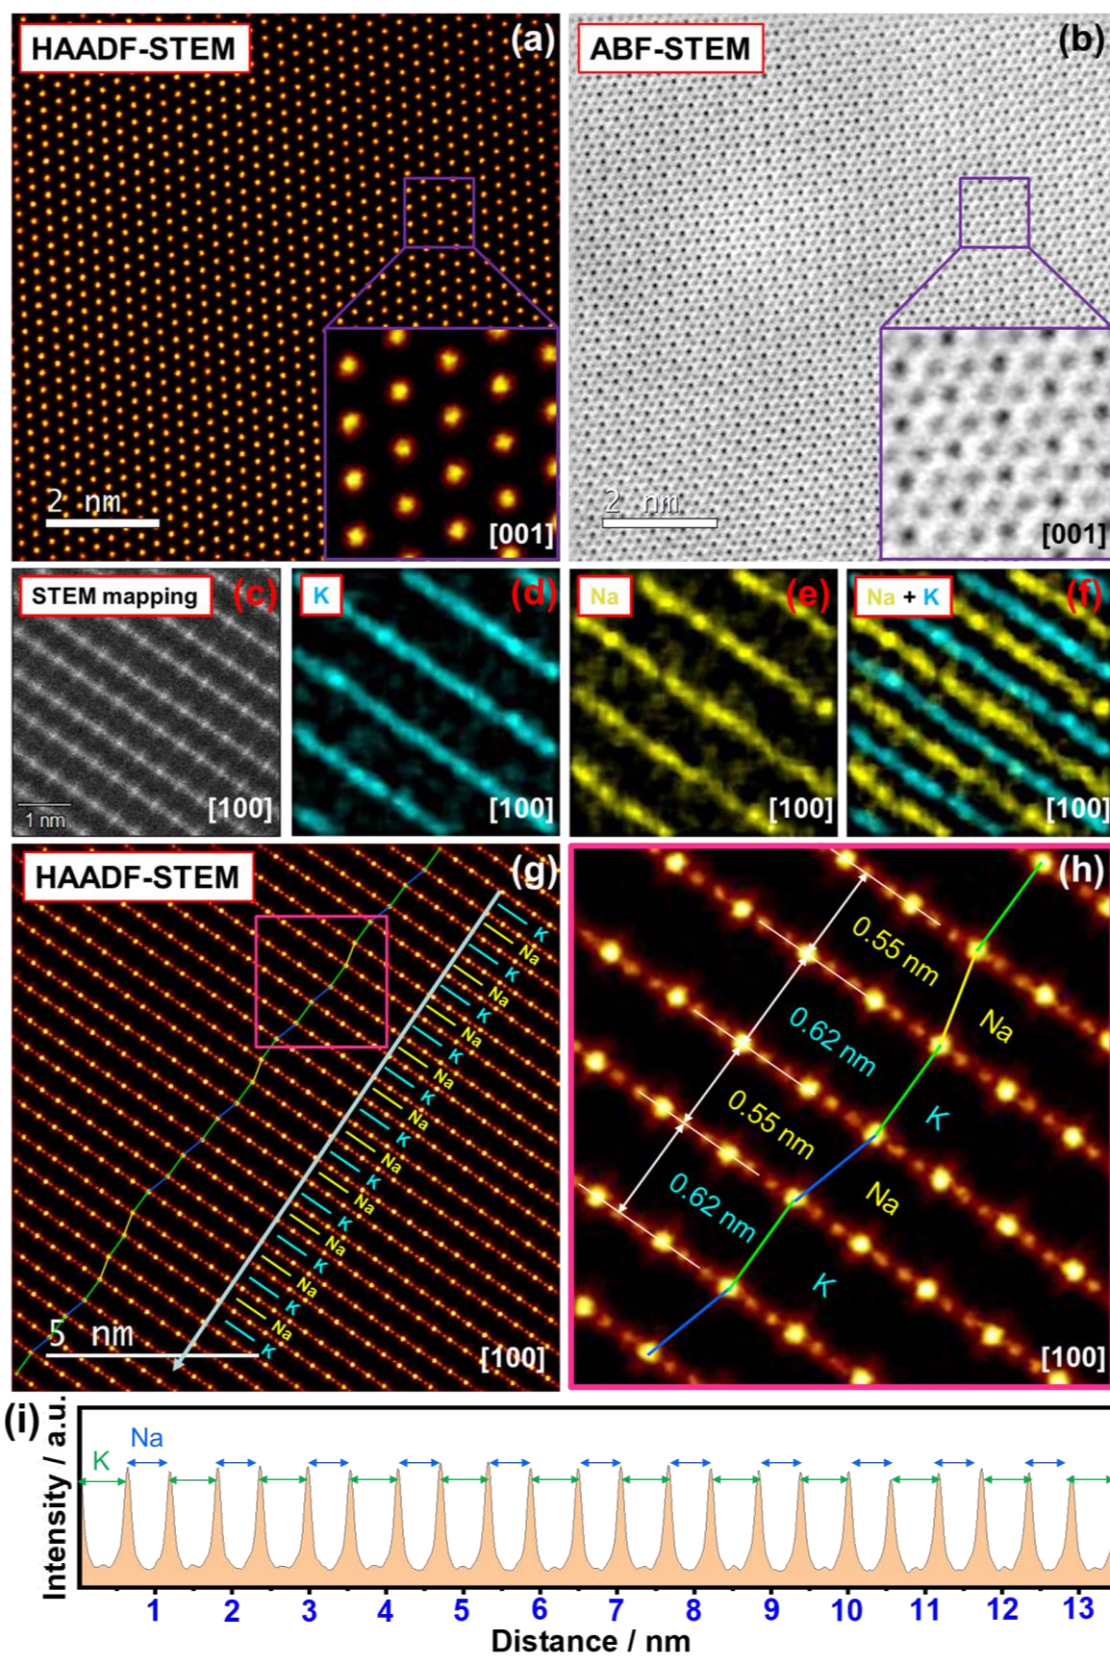 HAADF-STEM
(a)
2 nm
[001]
ABF-STEM
(b)
2 nm
[001]
STEM mapping
(c)
1 nm
[100]
K
(d)
[100]
Na
(e)
[100]
Na + K
(f)
[100]
HAADF-STEM
(g)
K
Na
K
Na
K
Na
K
Na
K
Na
K
Na
K
Na
K
Na
K
Na
K
Na
K
5 nm
[100]
(h)
0.55 nm
Na
0.62 nm
K
0.55 nm
Na
0.62 nm
K
[100]
(i)
Intensity / a.u.
K
Na
1 2 3 4 5 6 7 8 9 10 11 12 13
Distance / nm